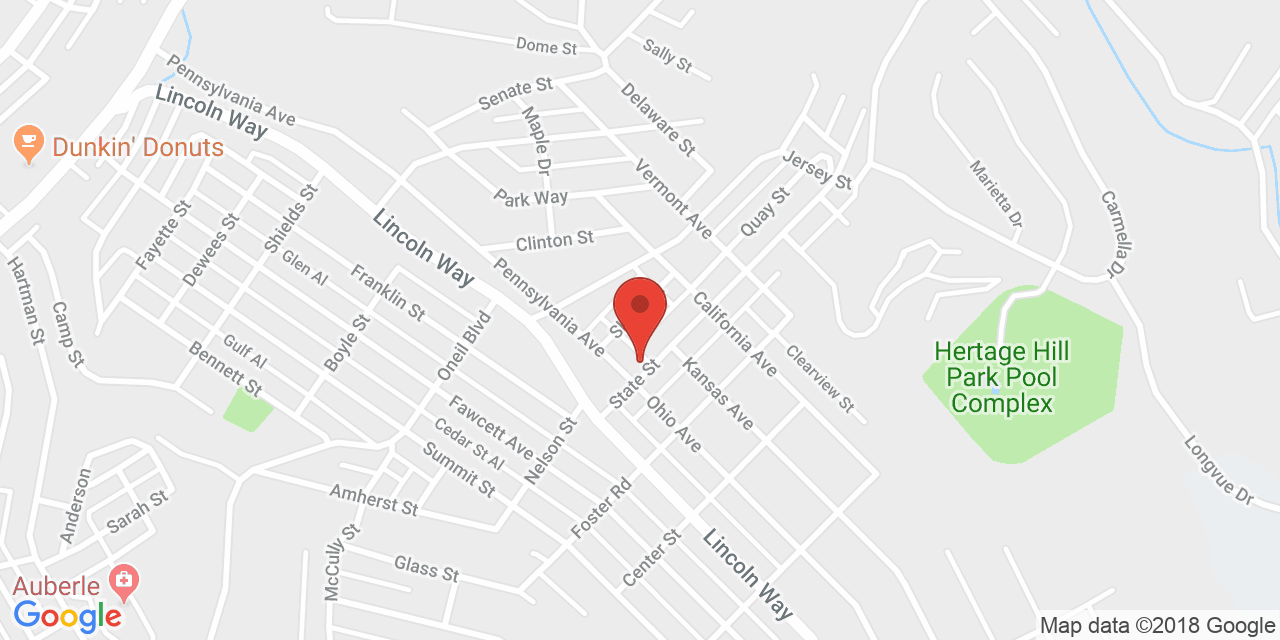 Dome St
Sally St
Senate St
Delaware St
Pennsylvania Ave
Lincoln Way
Dunkin' Donuts
Maple Dr
Park Way
Vermont Ave
Jersey St
Quay St
Marietta Dr
Carmella Dr
Clinton St
Fayette St
Dewees St
Shields St
Glen Al
Franklin St
Lincoln Way
Pennsylvania Ave
Hartman St
Camp St
Boyle St
Oneil Blvd
Gulf Al
Bennett St
State St
California Ave
Clearview St
Kansas Ave
Ohio Ave
Hertage Hill
Park Pool
Complex
Fawcett Ave
Cedar St Al
Summit St
Nelson St
Longvue Dr
Anderson
Sarah St
Amherst St
Foster Rd
McCully St
Glass St
Center St
Lincoln Way
Auberle
Google
Map data ©2018 Google